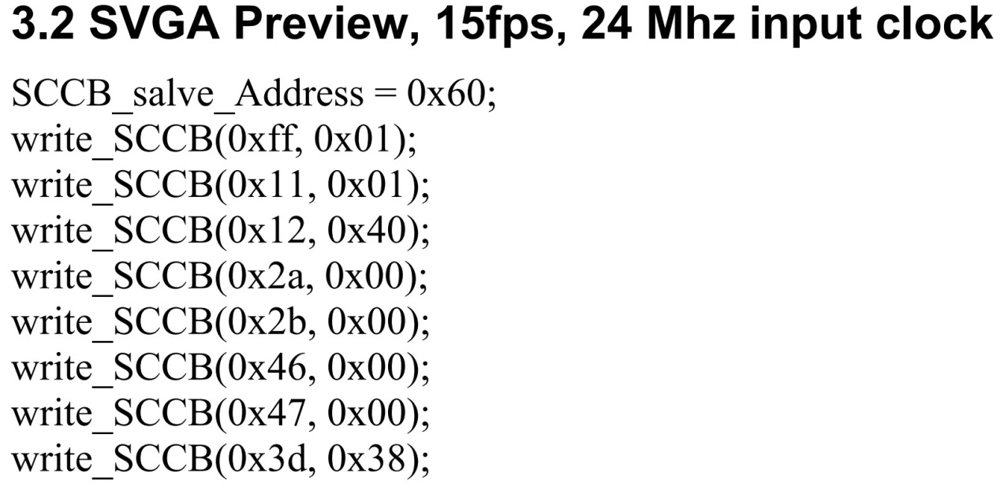 3.2 SVGA Preview, 15fps, 24 Mhz input clock
SCCB_salve_Address = 0x60;
write_SCCB(0xff, 0x01);
write_SCCB(0x11, 0x01);
write_SCCB(0x12, 0x40);
write_SCCB(0x2a, 0x00);
write_SCCB(0x2b, 0x00);
write_SCCB(0x46, 0x00);
write_SCCB(0x47, 0x00);
write_SCCB(0x3d, 0x38);